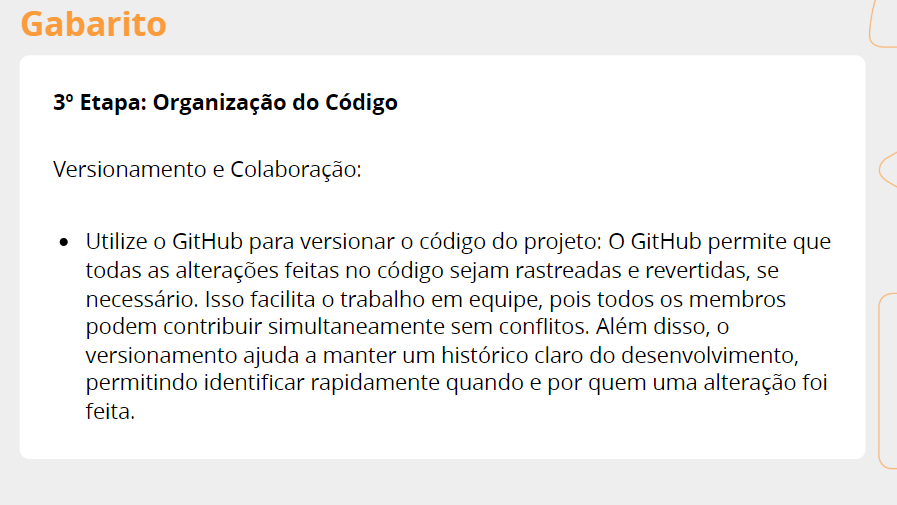 Gabarito
3º Etapa: Organização do Código
Versionamento e Colaboração:
• Utilize o GitHub para versionar o código do projeto: O GitHub permite que
todas as alterações feitas no código sejam rastreadas e revertidas, se
necessário. Isso facilita o trabalho em equipe, pois todos os membros
podem contribuir simultaneamente sem conflitos. Além disso, o
versionamento ajuda a manter um histórico claro do desenvolvimento,
permitindo identificar rapidamente quando e por quem uma alteração foi
feita.